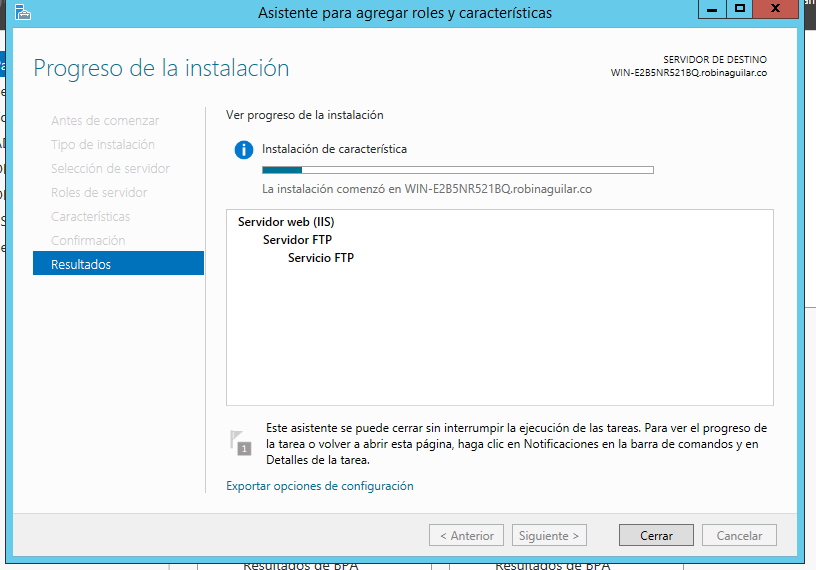 Asistente para agregar roles y características
Progreso de la instalación
SERVIDOR DE DESTINO
WIN-E2B5NR521BQ.robinaguilar.co
Antes de comenzar
Tipo de instalación
Selección de servidor
Roles de servidor
Características
Confirmación
Resultados
Ver progreso de la instalación
Instalación de característica
La instalación comenzó en WIN-E2B5NR521BQ.robinaguilar.co
Servidor web (IIS)
Servidor FTP
Servicio FTP
1
Este asistente se puede cerrar sin interrumpir la ejecución de las tareas. Para ver el progreso de
la tarea o volver a abrir esta página, haga clic en Notificaciones en la barra de comandos y en
Detalles de la tarea.
Exportar opciones de configuración
< Anterior
Siguiente >
Cerrar
Cancelar
Resultados de BPA
Resultados de BPA